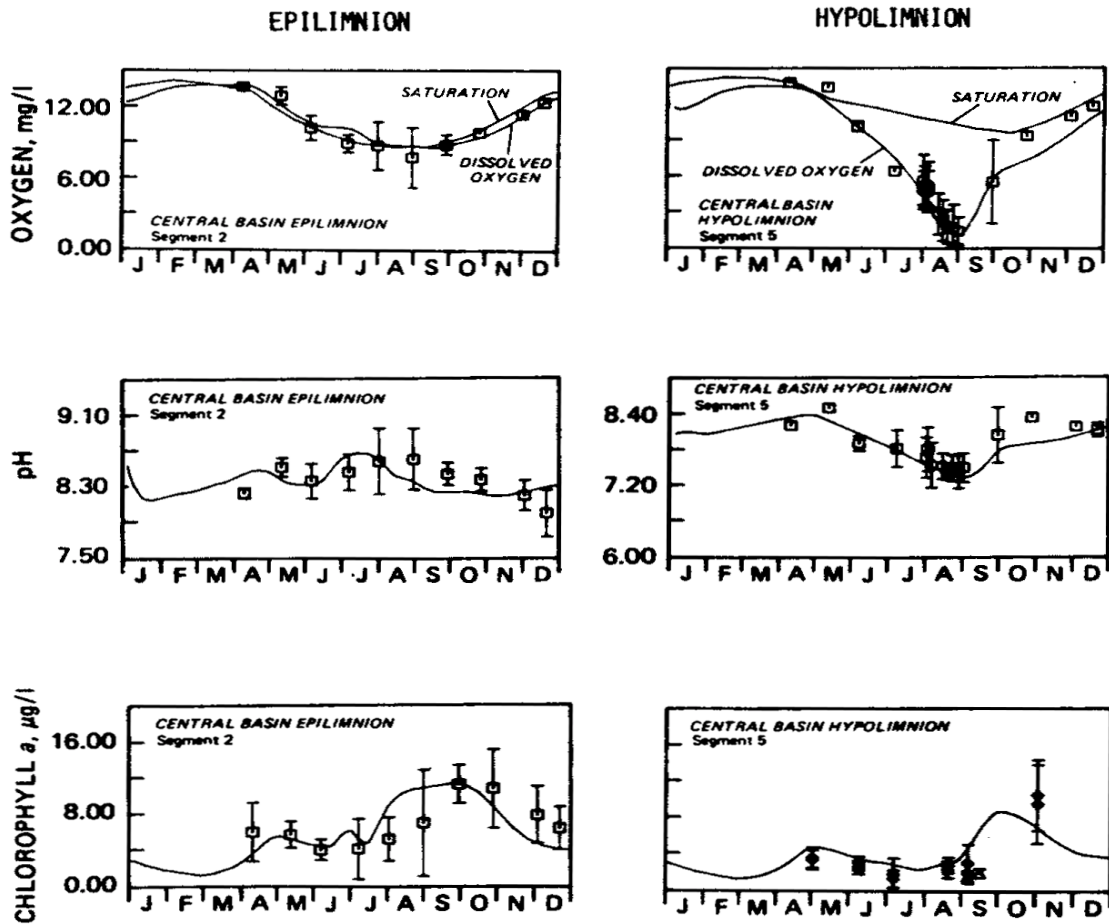 EPILIMNION
HYPOLIMNION
OXYGEN, mg/l
12.00
6.00
0.00
SATURATION
DISSOLVED
OXYGEN
CENTRAL BASIN EPILIMNION
Segment 2
J F M A M J J A S O N D
SATURATION
DISSOLVED OXYGEN
CENTRAL BASIN
HYPOLIMNION
Segment 5
J F M A M J J A S O N D
pH
9.10
8.30
7.50
CENTRAL BASIN EPILIMNION
Segment 2
J F M A M J J A S O N D
8.40
7.20
6.00
CENTRAL BASIN HYPOLIMNION
Segment 5
J F M A M J J A S O N D
CHLOROPHYLL a, µg/l
16.00
8.00
0.00
CENTRAL BASIN EPILIMNION
Segment 2
J F M A M J J A S O N D
CENTRAL BASIN HYPOLIMNION
Segment 5
J F M A M J J A S O N D